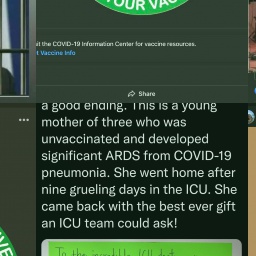 YOUR VAC
it the COVID-19 Information Center for vaccine resources.
t Vaccine Info
Share
a good ending. This is a young
mother of three who was
unvaccinated and developed
significant ARDS from COVID-19
pneumonia. She went home after
nine grueling days in the ICU. She
came back with the best ever gift
an ICU team could ask!
To the incredible ICU doct